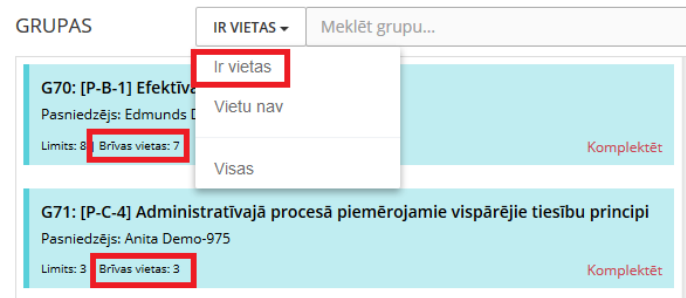 GRUPAS
IR VIETAS
Meklēt grupu...
Ir vietas
Vietu nav
Visas
G70: [P-B-1] Efektīva
Pasniedzējs: Edmunds
Limits: 8 | Brīvas vietas: 7
Komplektēt
G71: [P-C-4] Administratīvajā procesā piemērojamie vispārējie tiesību principi
Pasniedzējs: Anita Demo-975
Limits: 3 Brīvas vietas: 3
Komplektēt